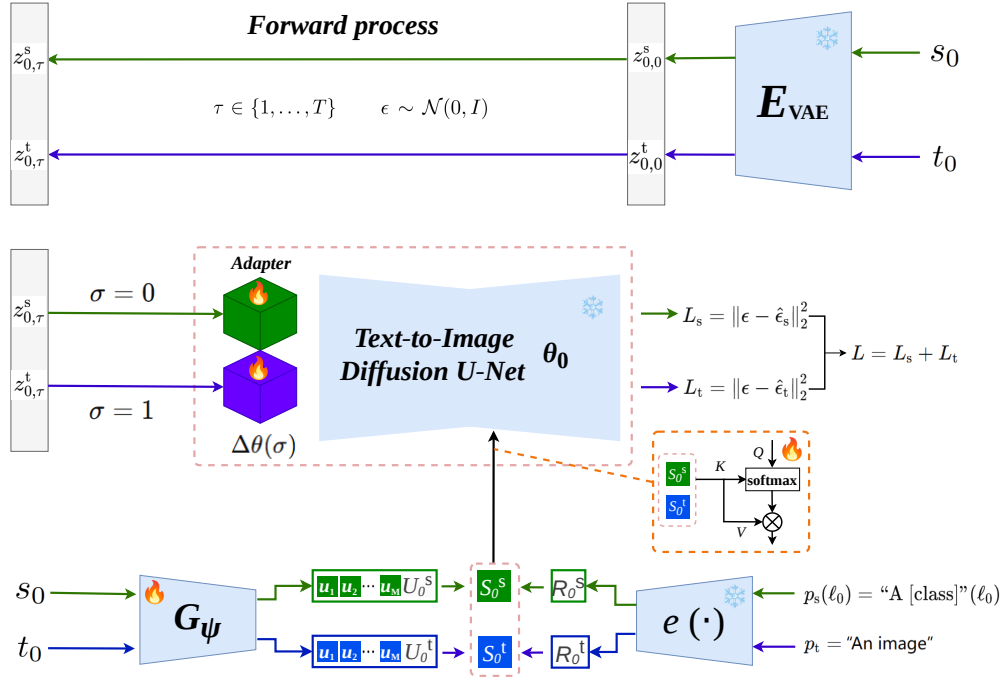 Forward process
z^s_{0,τ}
z^s_{0,0}
s_0
τ ∈ {1, …, T} ϵ ∼ N(0, I)
E_VAE
z^t_{0,τ}
z^t_{0,0}
t_0
Adapter
z^s_{0,τ}
σ = 0
Text-to-Image
Diffusion U-Net θ_0
L_s = ‖ϵ − ϵ̂_s‖^2_2
L = L_s + L_t
z^t_{0,τ}
σ = 1
L_t = ‖ϵ − ϵ̂_t‖^2_2
Δθ(σ)
Q
S_0^s
K
softmax
S_0^t
V
s_0
G_ψ
u_1 u_2 ··· u_M U_0^s
S_0^s
R_0^s
e (·)
p_s(ℓ_0) = “A [class]”(ℓ_0)
t_0
u_1 u_2 ··· u_M U_0^t
S_0^t
R_0^t
p_t = “An image”